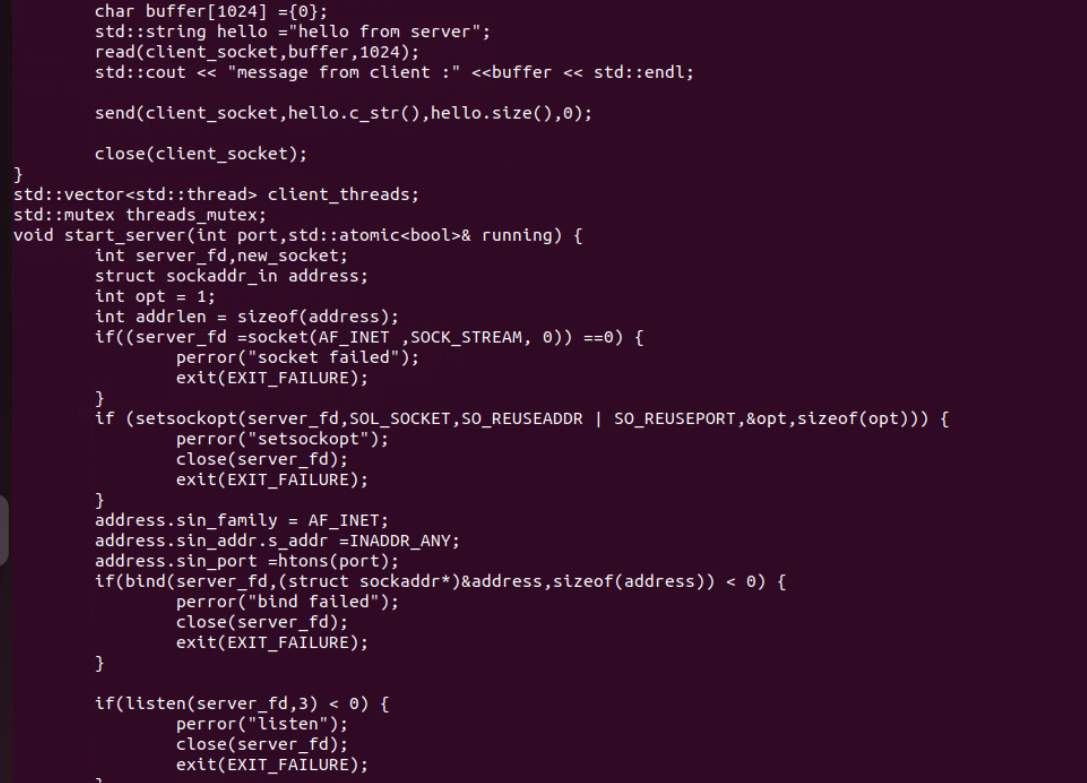 char buffer[1024] ={0};
std::string hello ="hello from server";
read(client_socket,buffer,1024);
std::cout << "message from client :" <<buffer << std::endl;
send(client_socket,hello.c_str(),hello.size(),0);
close(client_socket);
}
std::vector<std::thread> client_threads;
std::mutex threads_mutex;
void start_server(int port,std::atomic<bool>& running) {
int server_fd,new_socket;
struct sockaddr_in address;
int opt = 1;
int addrlen = sizeof(address);
if((server_fd =socket(AF_INET ,SOCK_STREAM, 0)) ==0) {
perror("socket failed");
exit(EXIT_FAILURE);
}
if (setsockopt(server_fd,SOL_SOCKET,SO_REUSEADDR | SO_REUSEPORT,&opt,sizeof(opt))) {
perror("setsockopt");
close(server_fd);
exit(EXIT_FAILURE);
}
address.sin_family = AF_INET;
address.sin_addr.s_addr =INADDR_ANY;
address.sin_port =htons(port);
if(bind(server_fd,(struct sockaddr*)&address,sizeof(address)) < 0) {
perror("bind failed");
close(server_fd);
exit(EXIT_FAILURE);
}
if(listen(server_fd,3) < 0) {
perror("listen");
close(server_fd);
exit(EXIT_FAILURE);
}